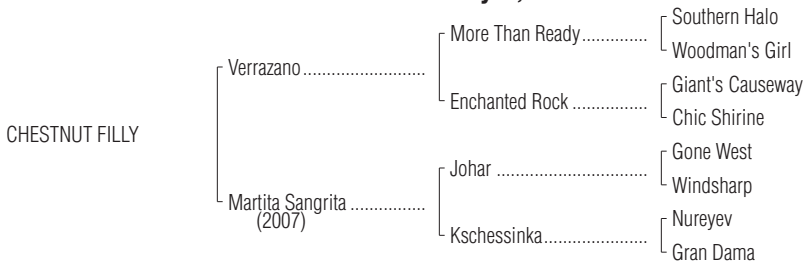 Southern Halo
More Than Ready..............
Woodman's Girl
Verrazano..........................
Giant's Causeway
Enchanted Rock ................
Chic Shirine
CHESTNUT FILLY
Gone West
Johar ..........................
Windsharp
Martita Sangrita ................
(2007)
Nureyev
Kschessinka......................
Gran Dama